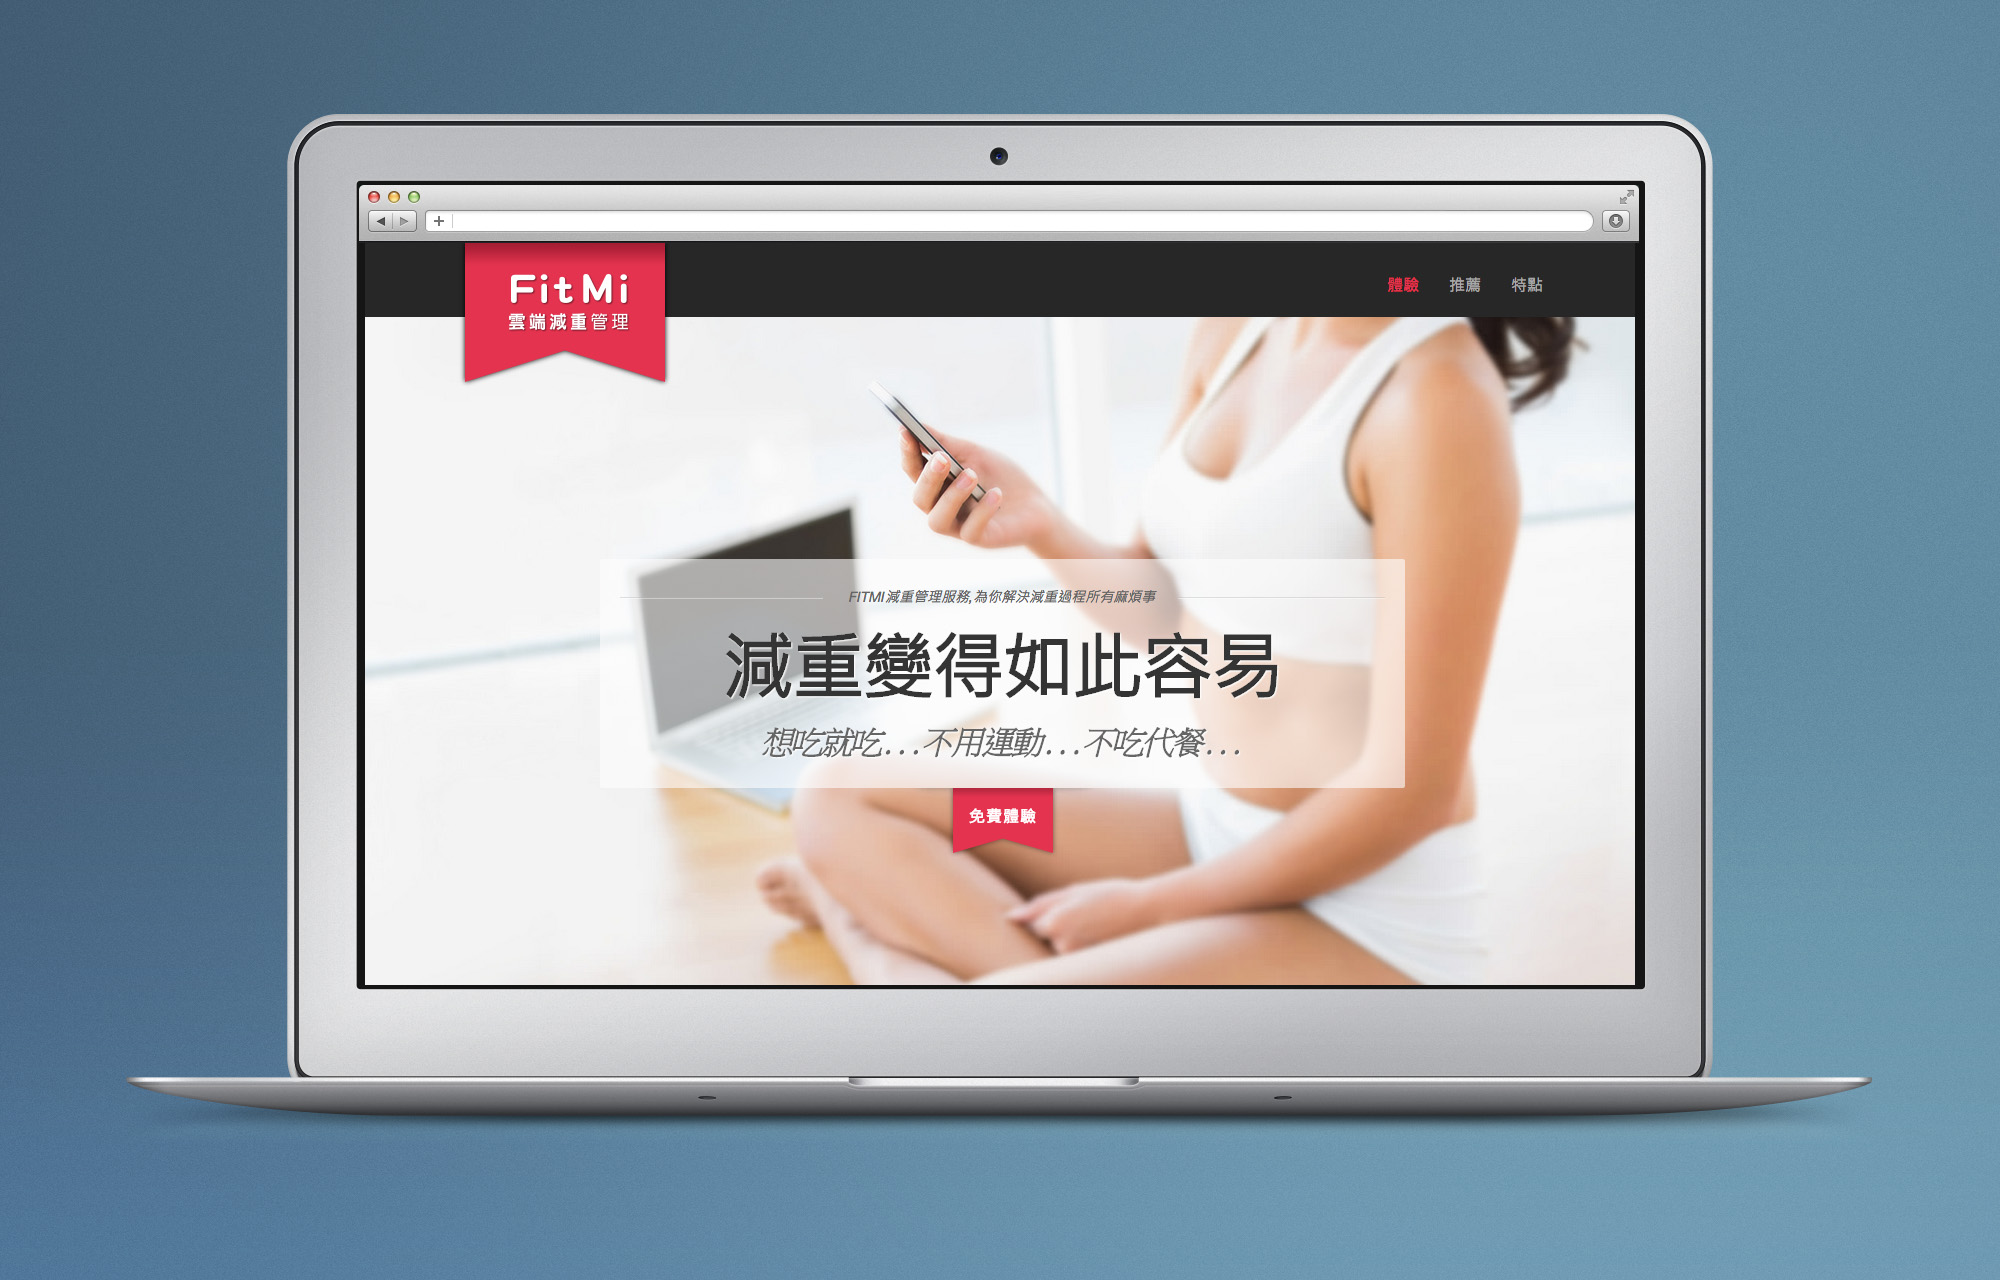 FitMi
雲端減重管理
體驗 推薦 特點
FITMI減重管理服務,為你解決減重過程所有麻煩事
減重變得如此容易
想吃就吃...不用運動...不吃代餐...
免費體驗